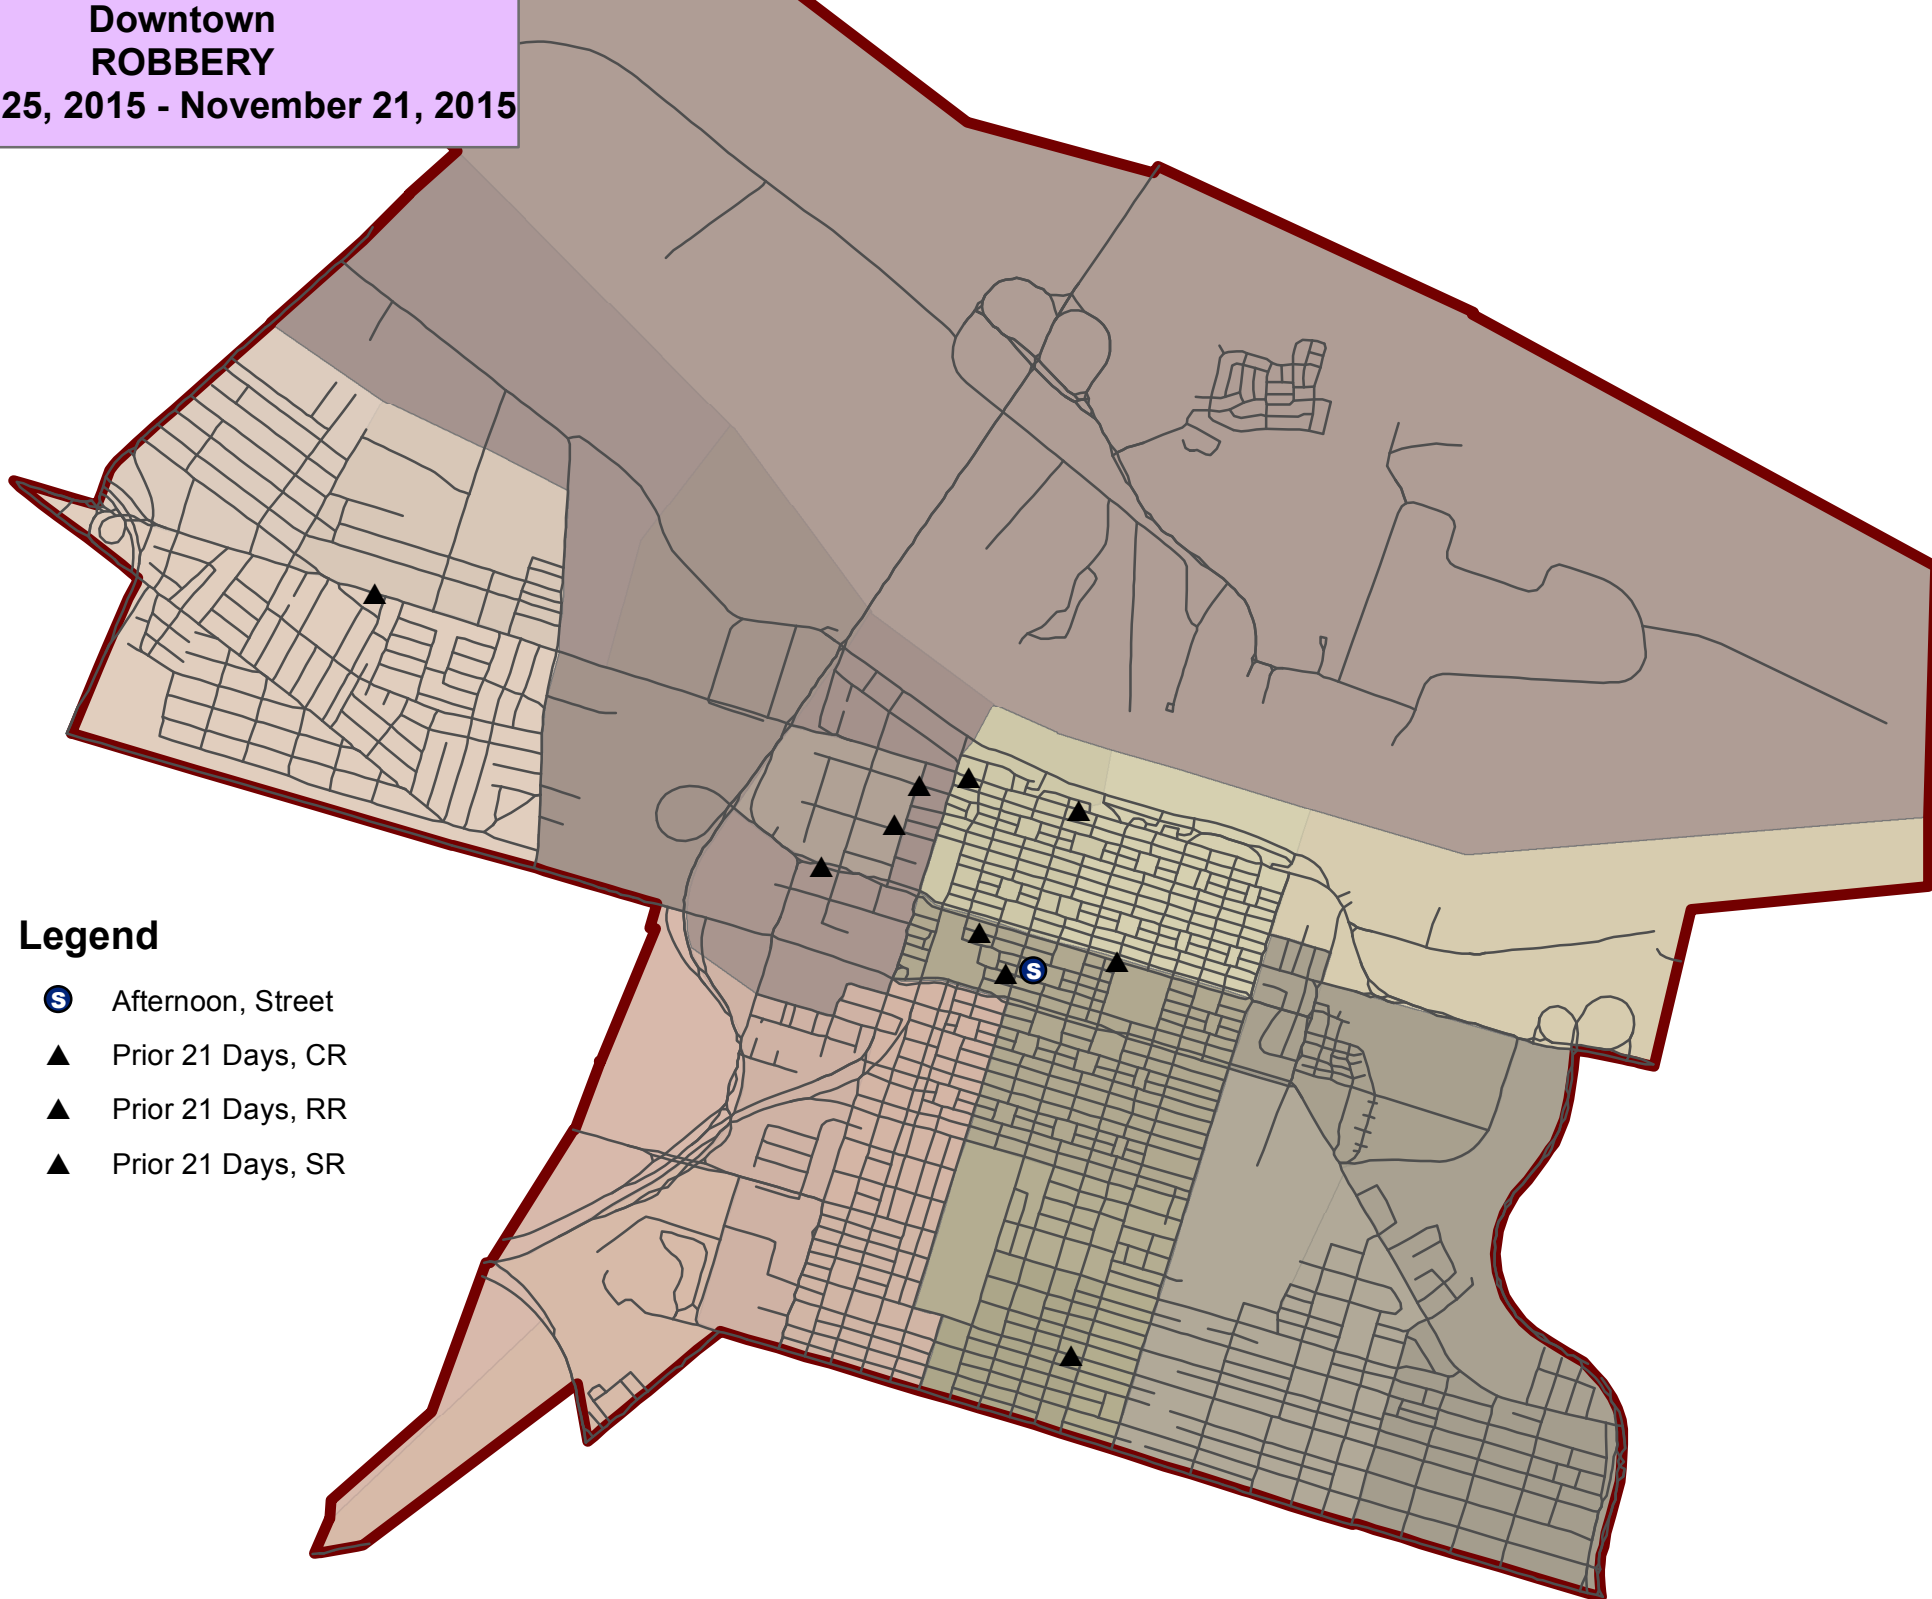 Downtown
ROBBERY
25, 2015 - November 21, 2015
Legend
S Afternoon, Street
Prior 21 Days, CR
Prior 21 Days, RR
Prior 21 Days, SR
S